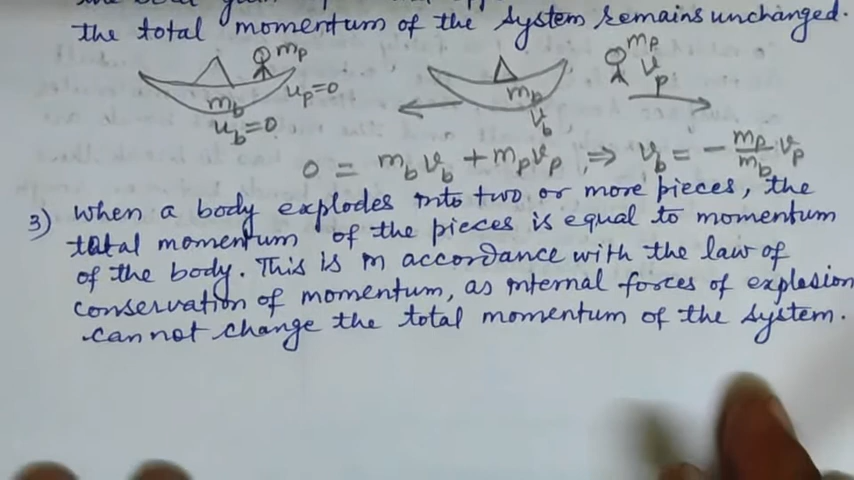 the total momentum of the system remains unchanged.
mp
up=0
mb
ub=0
mp
vp
mb
vb
0 = mbvb + mpvp, ⇒ vb = - mp/mb vp
3) when a body explodes into two or more pieces, the
total momentum of the pieces is equal to momentum
of the body. This is in accordance with the law of
conservation of momentum, as internal forces of explosion
cannot change the total momentum of the system.